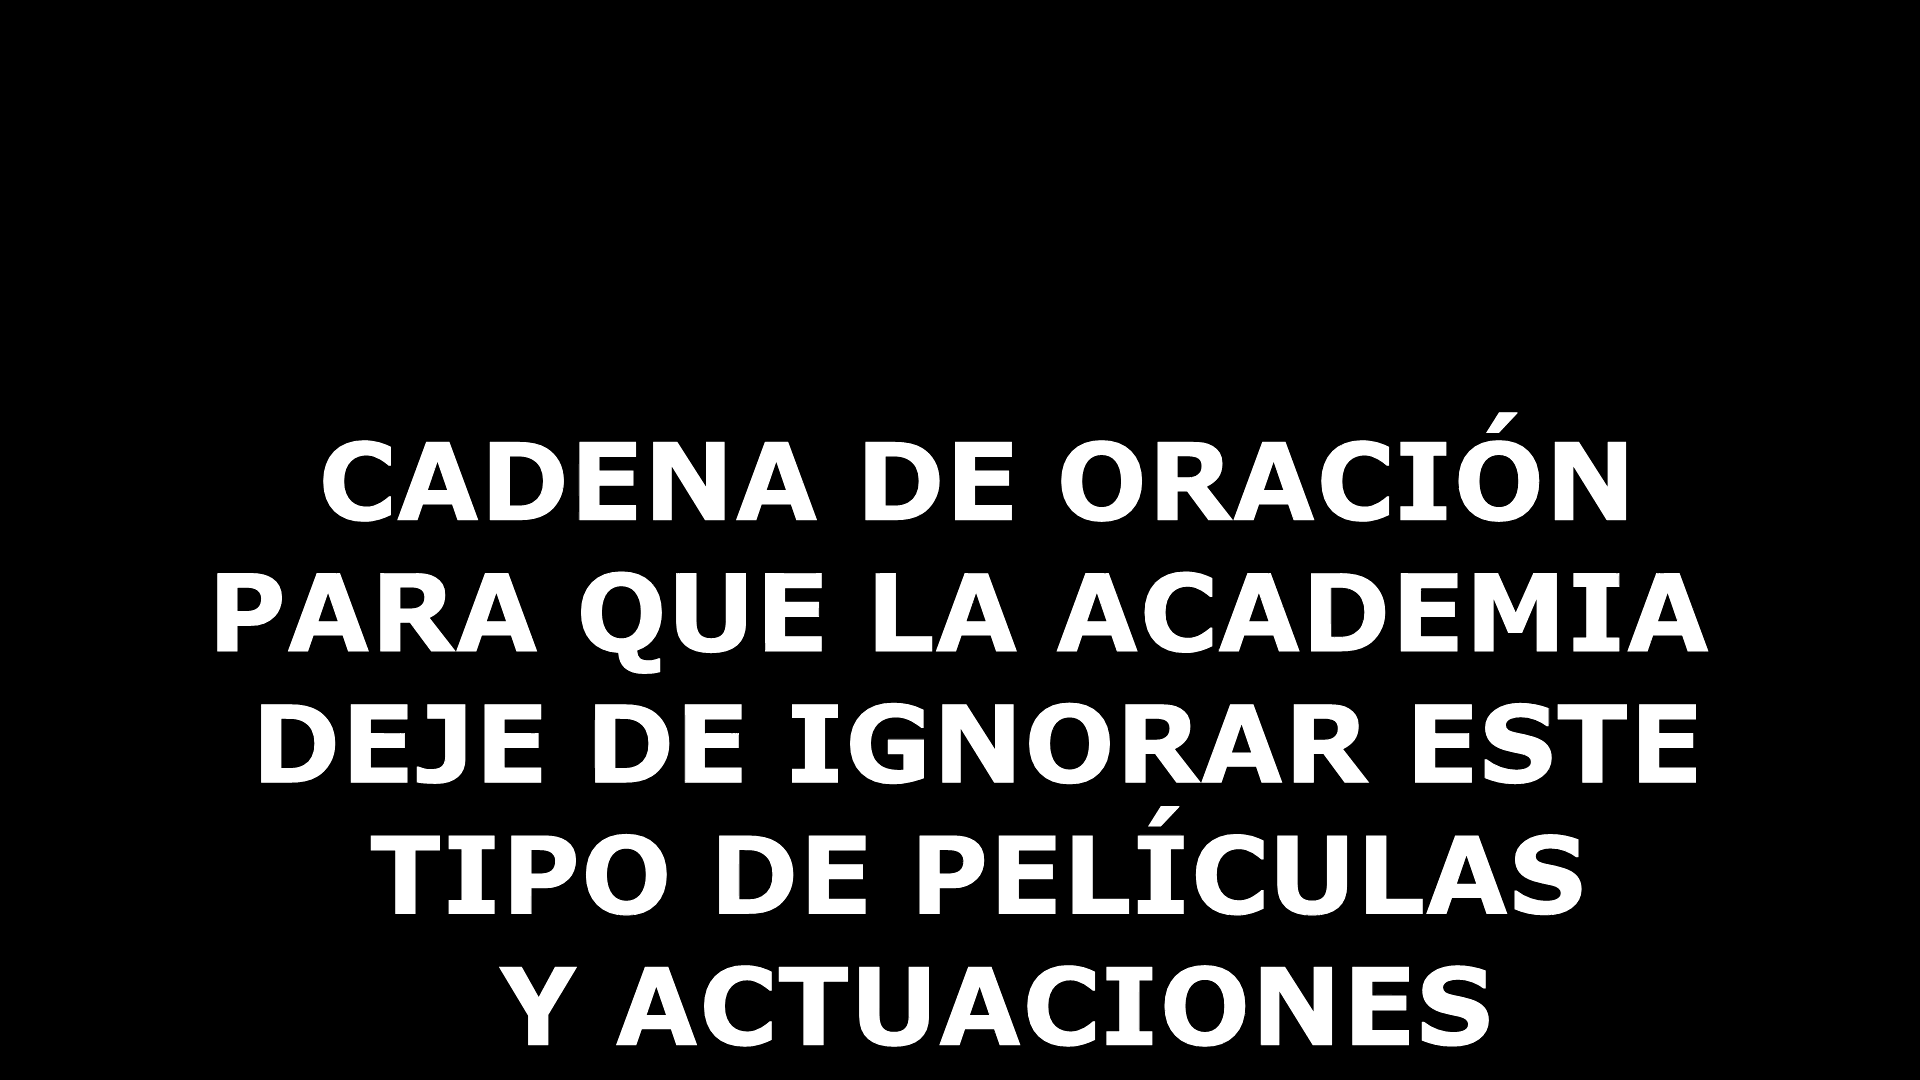 CADENA DE ORACIÓN
PARA QUE LA ACADEMIA
DEJE DE IGNORAR ESTE
TIPO DE PELÍCULAS
Y ACTUACIONES